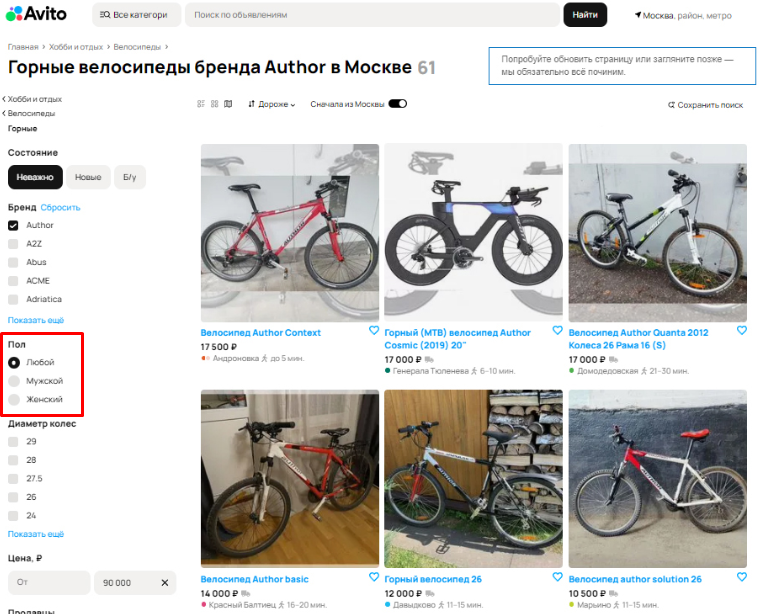 Avito
Все категори
Поиск по объявлениям
Найти
Москва, район, метро
Главная › Хобби и отдых › Велосипеды ›
Горные велосипеды бренда Author в Москве 61
Попробуйте обновить страницу или загляните позже —
мы обязательно всё починим.
‹ Хобби и отдых
‹ Велосипеды
Горные
Дороже
Сначала из Москвы
Сохранить поиск
Состояние
Неважно
Новые
Б/у
Бренд Сбросить
Author
A2Z
Abus
ACME
Adriatica
Показать ещё
Пол
Любой
Мужской
Женский
Диаметр колес
29
28
27.5
26
24
Показать ещё
Цена, ₽
От
90 000
Продавцы
Велосипед Author Context
17 500 ₽
Андроновка до 5 мин.
Горный (MTB) велосипед Author
Cosmic (2019) 20"
17 000 ₽
Генерала Тюленева 6–10 мин.
Велосипед Author Quanta 2012
Колеса 26 Рама 16 (S)
17 000 ₽
Домодедовская 21–30 мин.
Велосипед Author basic
14 000 ₽
Красный Балтиец 16–20 мин.
Горный велосипед 26
12 000 ₽
Давыдково 11–15 мин.
Велосипед author solution 26
10 500 ₽
Марьино 11–15 мин.